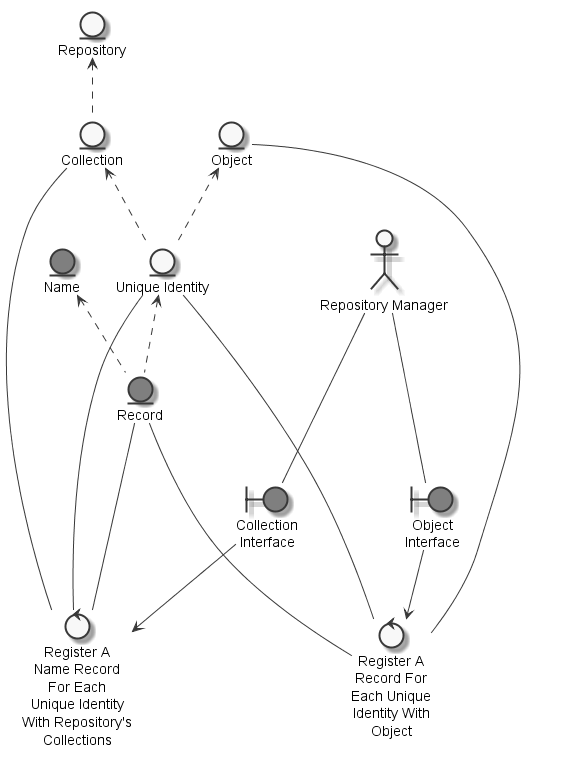 Repository
Collection
Object
Name
Unique Identity
Repository Manager
Record
Collection
Interface
Object
Interface
Register A
Name Record
For Each
Unique Identity
With Repository's
Collections
Register A
Record For
Each Unique
Identity With
Object